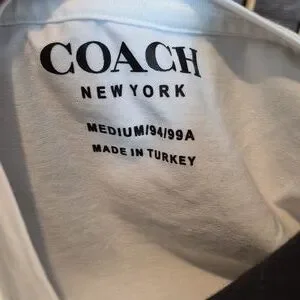 COACH
NEW YORK
MEDIUM/94/99A
MADE IN TURKEY